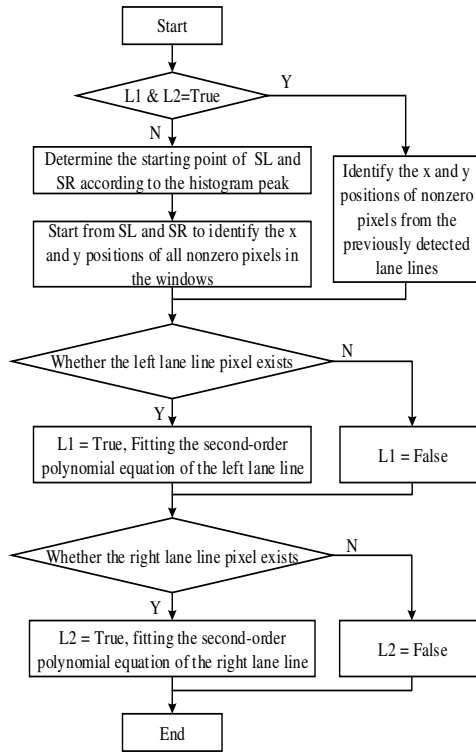 Start
L1 & L2=True
Y
N
Determine the starting point of SL and
SR according to the histogram peak
Identify the x and y
positions of nonzero
pixels from the
previously detected
lane lines
Start from SL and SR to identify the x
and y positions of all nonzero pixels in
the windows
Whether the left lane line pixel exists
N
Y
L1 = True, Fitting the second-order
polynomial equation of the left lane line
L1 = False
Whether the right lane line pixel exists
N
Y
L2 = True, fitting the second-order
polynomial equation of the right lane line
L2 = False
End